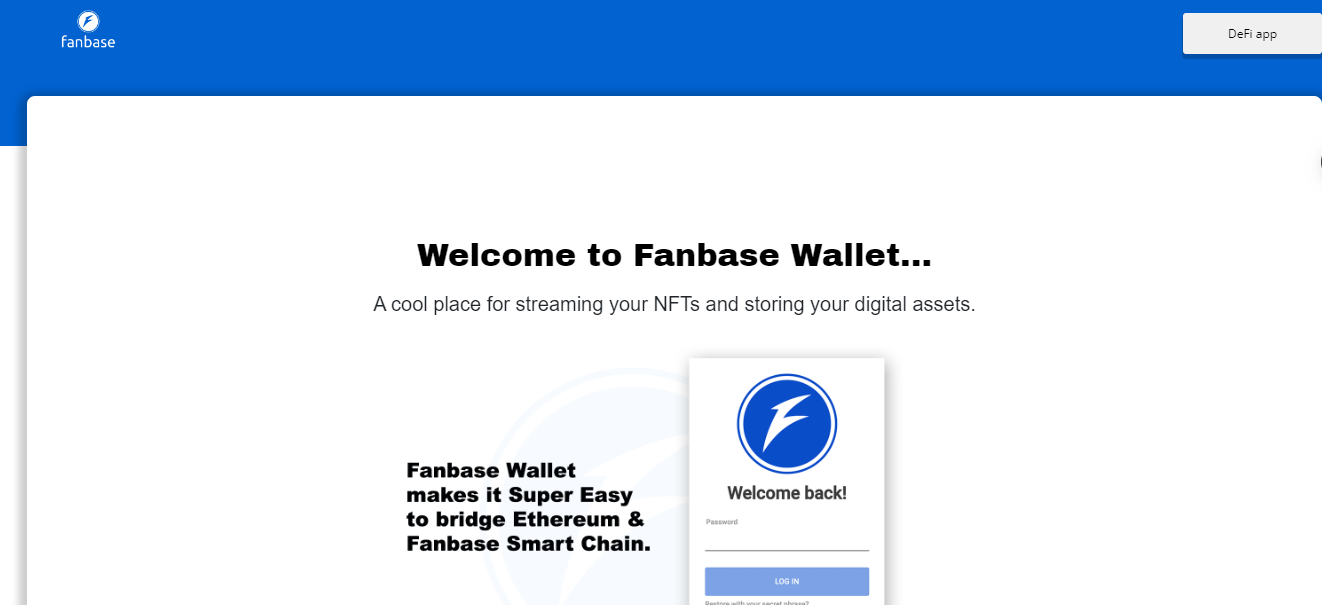 fanbase
DeFi app
Welcome to Fanbase Wallet...
A cool place for streaming your NFTs and storing your digital assets.
Fanbase Wallet
makes it Super Easy
to bridge Ethereum &
Fanbase Smart Chain.
Welcome back!
Password
LOG IN
Restore with your secret phrase?